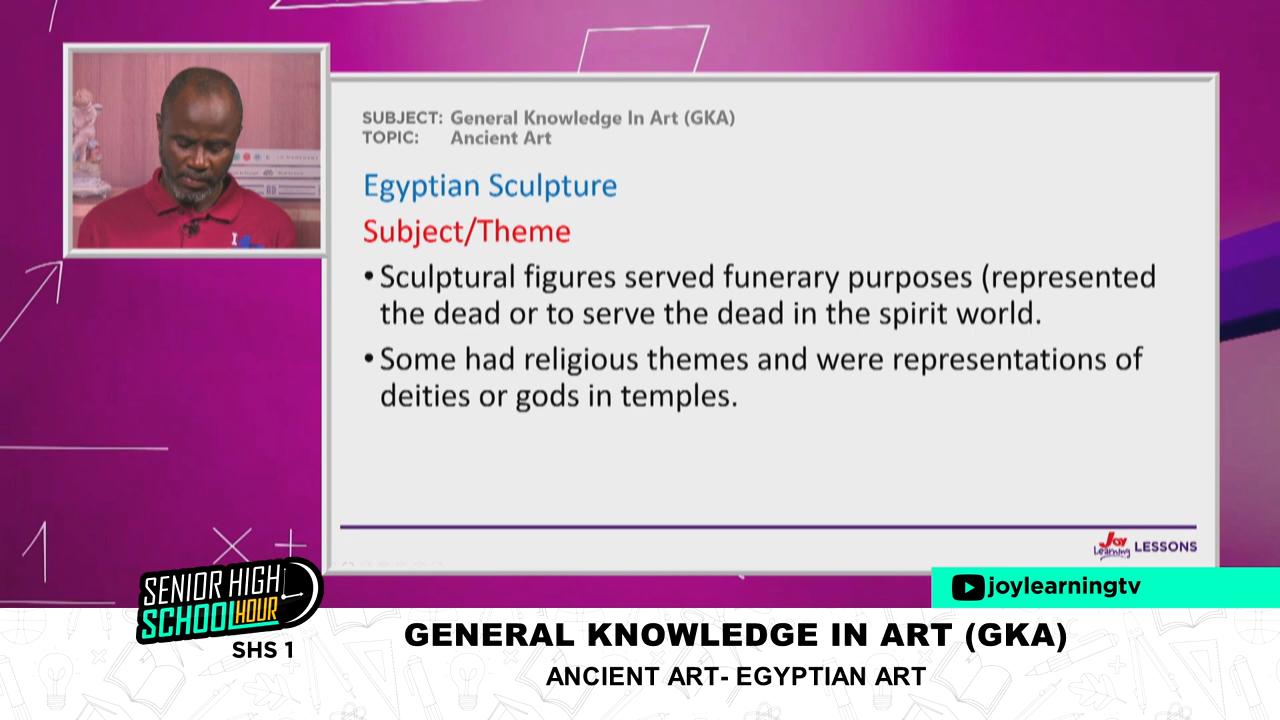 SUBJECT: General Knowledge In Art (GKA)
TOPIC: Ancient Art
Egyptian Sculpture
Subject/Theme
• Sculptural figures served funerary purposes (represented
the dead or to serve the dead in the spirit world.
• Some had religious themes and were representations of
deities or gods in temples.
Joy
Learning LESSONS
joylearningtv
SENIOR HIGH
SCHOOL HOUR
SHS 1
GENERAL KNOWLEDGE IN ART (GKA)
ANCIENT ART- EGYPTIAN ART